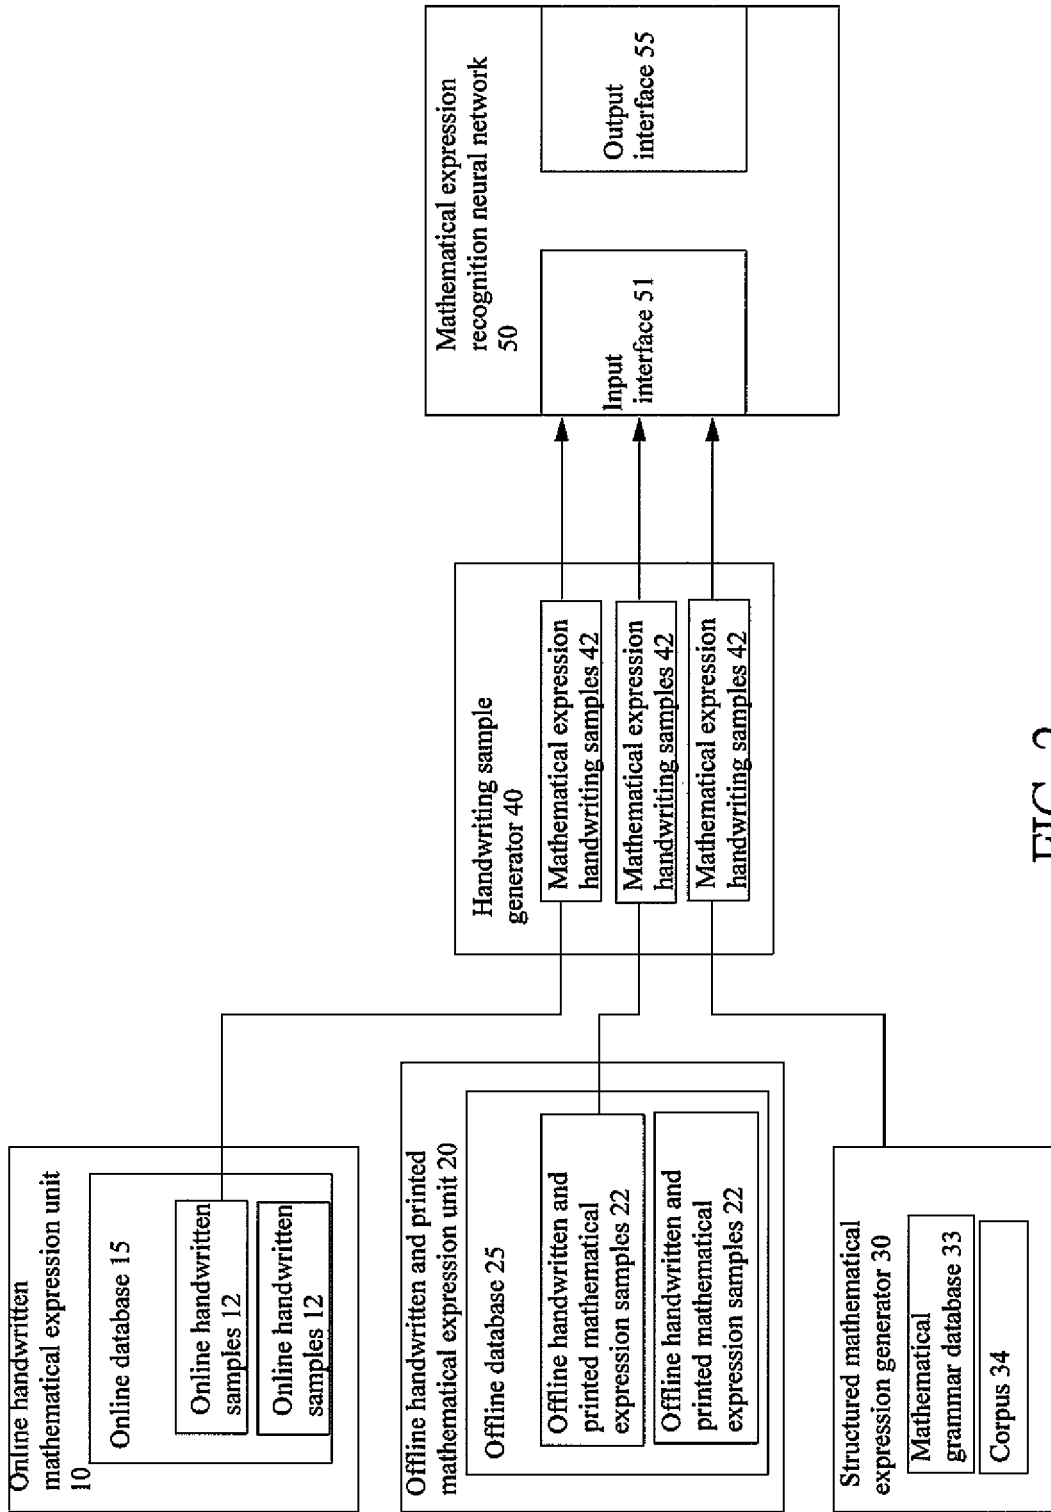 Online handwritten
mathematical expression unit
10
Online database 15
Online handwritten
samples 12
Online handwritten
samples 12
Offline handwritten and printed
mathematical expression unit 20
Offline database 25
Offline handwritten and
printed mathematical
expression samples 22
Offline handwritten and
printed mathematical
expression samples 22
Structured mathematical
expression generator 30
Mathematical
grammar database 33
Corpus 34
Handwriting sample
generator 40
Mathematical expression
handwriting samples 42
Mathematical expression
handwriting samples 42
Mathematical expression
handwriting samples 42
Mathematical expression
recognition neural network
50
Input
interface 51
Output
interface 55
FIG. 2